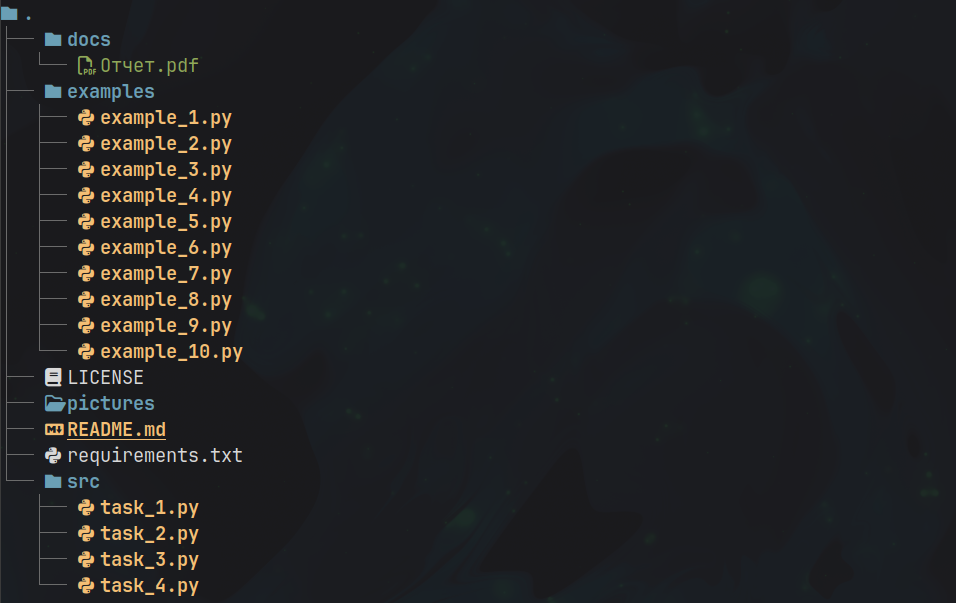 .
docs
Отчет.pdf
examples
example_1.py
example_2.py
example_3.py
example_4.py
example_5.py
example_6.py
example_7.py
example_8.py
example_9.py
example_10.py
LICENSE
pictures
README.md
requirements.txt
src
task_1.py
task_2.py
task_3.py
task_4.py